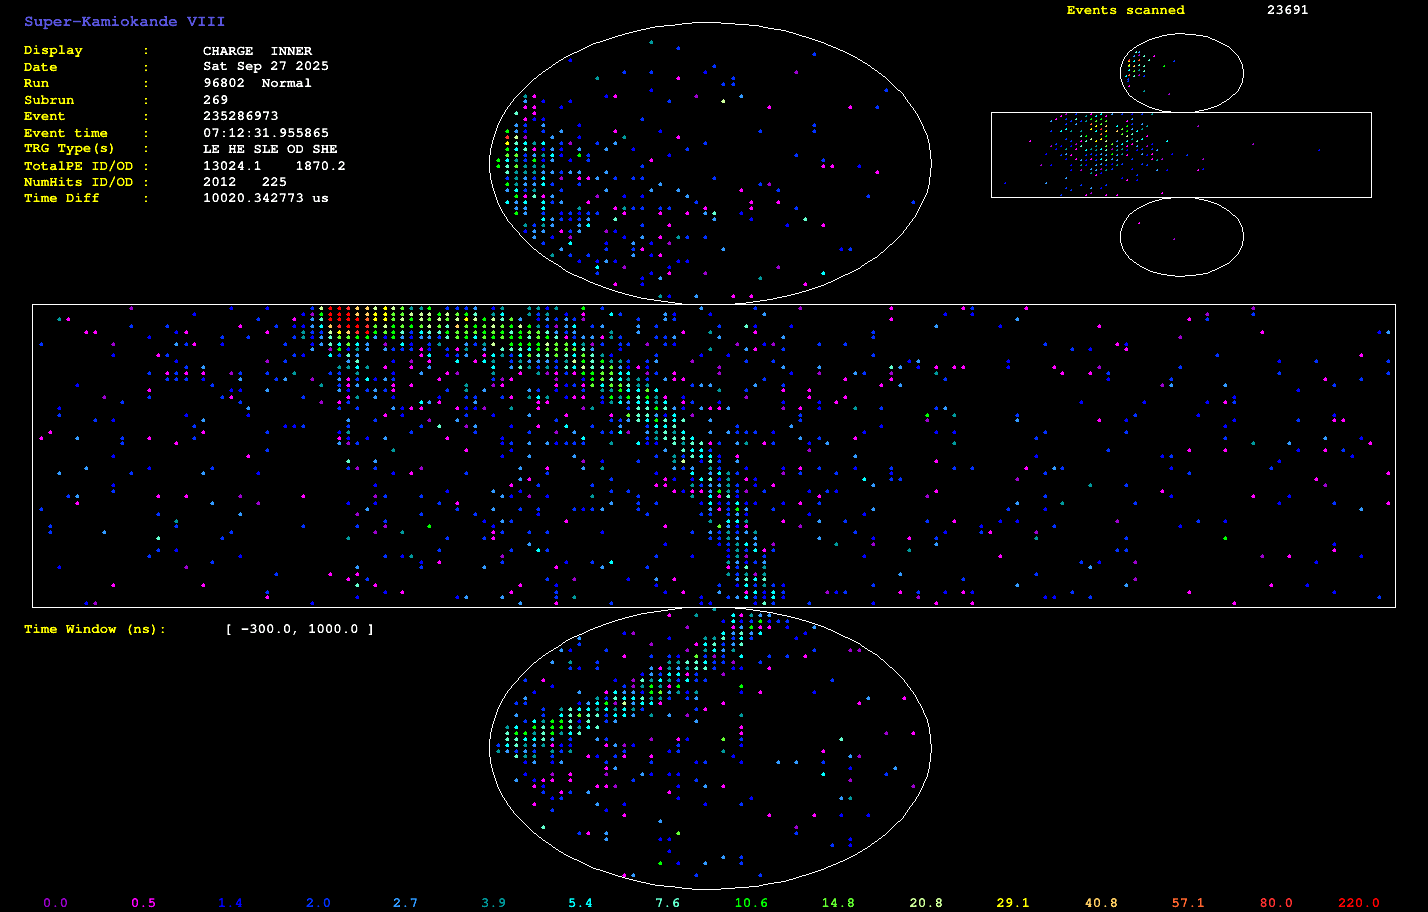 Super-Kamiokande VIII
Events scanned 23691
Display : CHARGE INNER
Date : Sat Sep 27 2025
Run : 96802 Normal
Subrun : 269
Event : 235286973
Event time : 07:12:31.955865
TRG Type(s) : LE HE SLE OD SHE
TotalPE ID/OD : 13024.1 1870.2
NumHits ID/OD : 2012 225
Time Diff : 10020.342773 us
Time Window (ns): [ -300.0, 1000.0 ]
0.0 0.5 1.4 2.0 2.7 3.9 5.4 7.6 10.6 14.8 20.8 29.1 40.8 57.1 80.0 220.0